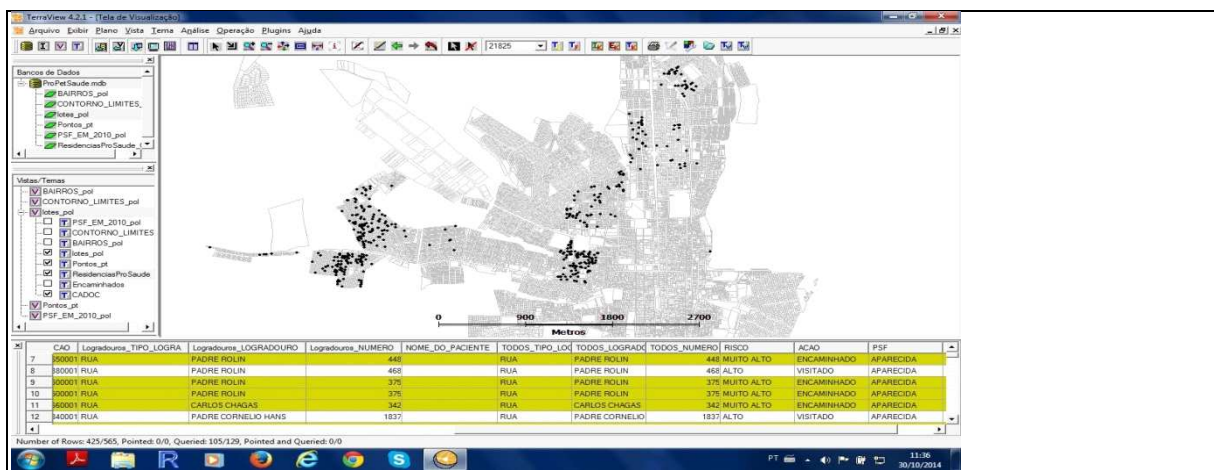 TerraView 4.2.1 - [Tela de Visualização]
Arquivo Exibir Plano Vista Tema Análise Operação Plugins Ajuda
21825
Bancos de Dados
ProPetSaude.mdb
BAIRROS_pol
CONTORNO_LIMITES_
lotes_pol
Pontos_pt
PSF_EM_2010_pol
ResidenciasProSaude_
Vistas/Temas
BAIRROS_pol
CONTORNO_LIMITES_pol
lotes_pol
PSF_EM_2010_pol
CONTORNO_LIMITES
BAIRROS_pol
lotes_pol
Pontos_pt
ResidenciasProSaude
Encaminhados
CADOC
Pontos_pt
PSF_EM_2010_pol
0 900 1800 2700
Metros
CAO Logradouros_TIPO_LOGRA Logradouros_LOGRADOURO Logradouros_NUMERO NOME_DO_PACIENTE TODOS_TIPO_LOG TODOS_LOGRADO TODOS_NUMERO RISCO ACAO PSF
7 RUA PADRE ROLIN 448 RUA PADRE ROLIN 448 MUITO ALTO ENCAMINHADO APARECIDA
8 RUA PADRE ROLIN 468 RUA PADRE ROLIN 468 ALTO VISITADO APARECIDA
9 RUA PADRE ROLIN 375 RUA PADRE ROLIN 375 MUITO ALTO ENCAMINHADO APARECIDA
10 RUA PADRE ROLIN 375 RUA PADRE ROLIN 375 MUITO ALTO ENCAMINHADO APARECIDA
11 RUA CARLOS CHAGAS 342 RUA CARLOS CHAGAS 342 MUITO ALTO ENCAMINHADO APARECIDA
12 RUA PADRE CORNELIO HANS 1837 RUA PADRE CORNELIO 1837 ALTO VISITADO APARECIDA
Number of Rows: 425/565, Pointed: 0/0, Queried: 105/129, Pointed and Queried: 0/0
PT 11:36
30/10/2014